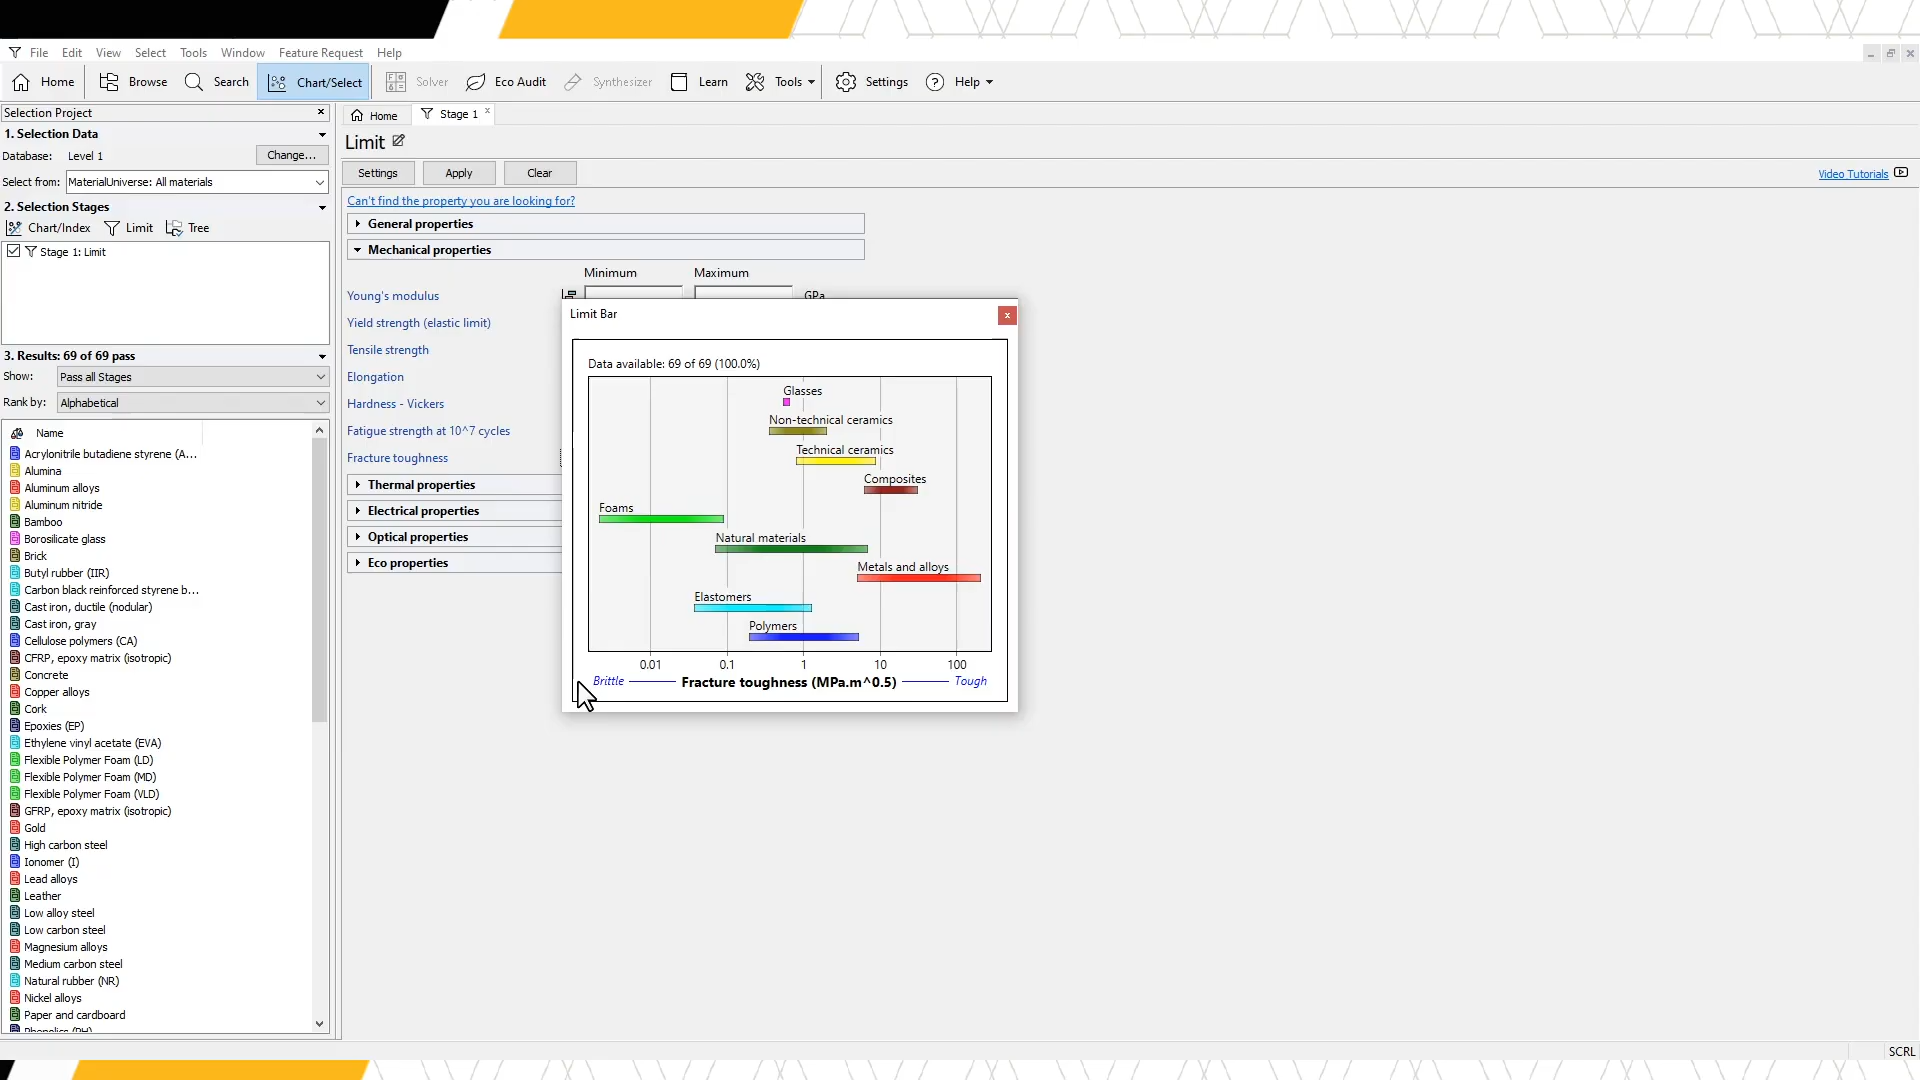 File Edit View Select Tools Window Feature Request Help
Home Browse Search Chart/Select Solver Eco Audit Synthesizer Learn Tools Settings Help
Selection Project
1. Selection Data
Database: Level 1 Change...
Select from: MaterialUniverse: All materials
2. Selection Stages
Chart/Index Limit Tree
Stage 1: Limit
3. Results: 69 of 69 pass
Show: Pass all Stages
Rank by: Alphabetical
Name
Acrylonitrile butadiene styrene (A...
Alumina
Aluminum alloys
Aluminum nitride
Bamboo
Borosilicate glass
Brick
Butyl rubber (IIR)
Carbon black reinforced styrene b...
Cast iron, ductile (nodular)
Cast iron, gray
Cellulose polymers (CA)
CFRP, epoxy matrix (isotropic)
Concrete
Copper alloys
Cork
Epoxies (EP)
Ethylene vinyl acetate (EVA)
Flexible Polymer Foam (LD)
Flexible Polymer Foam (MD)
Flexible Polymer Foam (VLD)
GFRP, epoxy matrix (isotropic)
Gold
High carbon steel
Ionomer (I)
Lead alloys
Leather
Low alloy steel
Low carbon steel
Magnesium alloys
Medium carbon steel
Natural rubber (NR)
Nickel alloys
Paper and cardboard
Phenolics (PH)
Home Stage 1
Limit
Settings Apply Clear
Video Tutorials
Can't find the property you are looking for?
General properties
Mechanical properties
Minimum Maximum
Young's modulus GPa
Yield strength (elastic limit)
Tensile strength
Elongation
Hardness - Vickers
Fatigue strength at 10^7 cycles
Fracture toughness
Thermal properties
Electrical properties
Optical properties
Eco properties
Limit Bar
Data available: 69 of 69 (100.0%)
Glasses
Non-technical ceramics
Technical ceramics
Composites
Foams
Natural materials
Metals and alloys
Elastomers
Polymers
0.01 0.1 1 10 100
Brittle Fracture toughness (MPa.m^0.5) Tough
SCRL